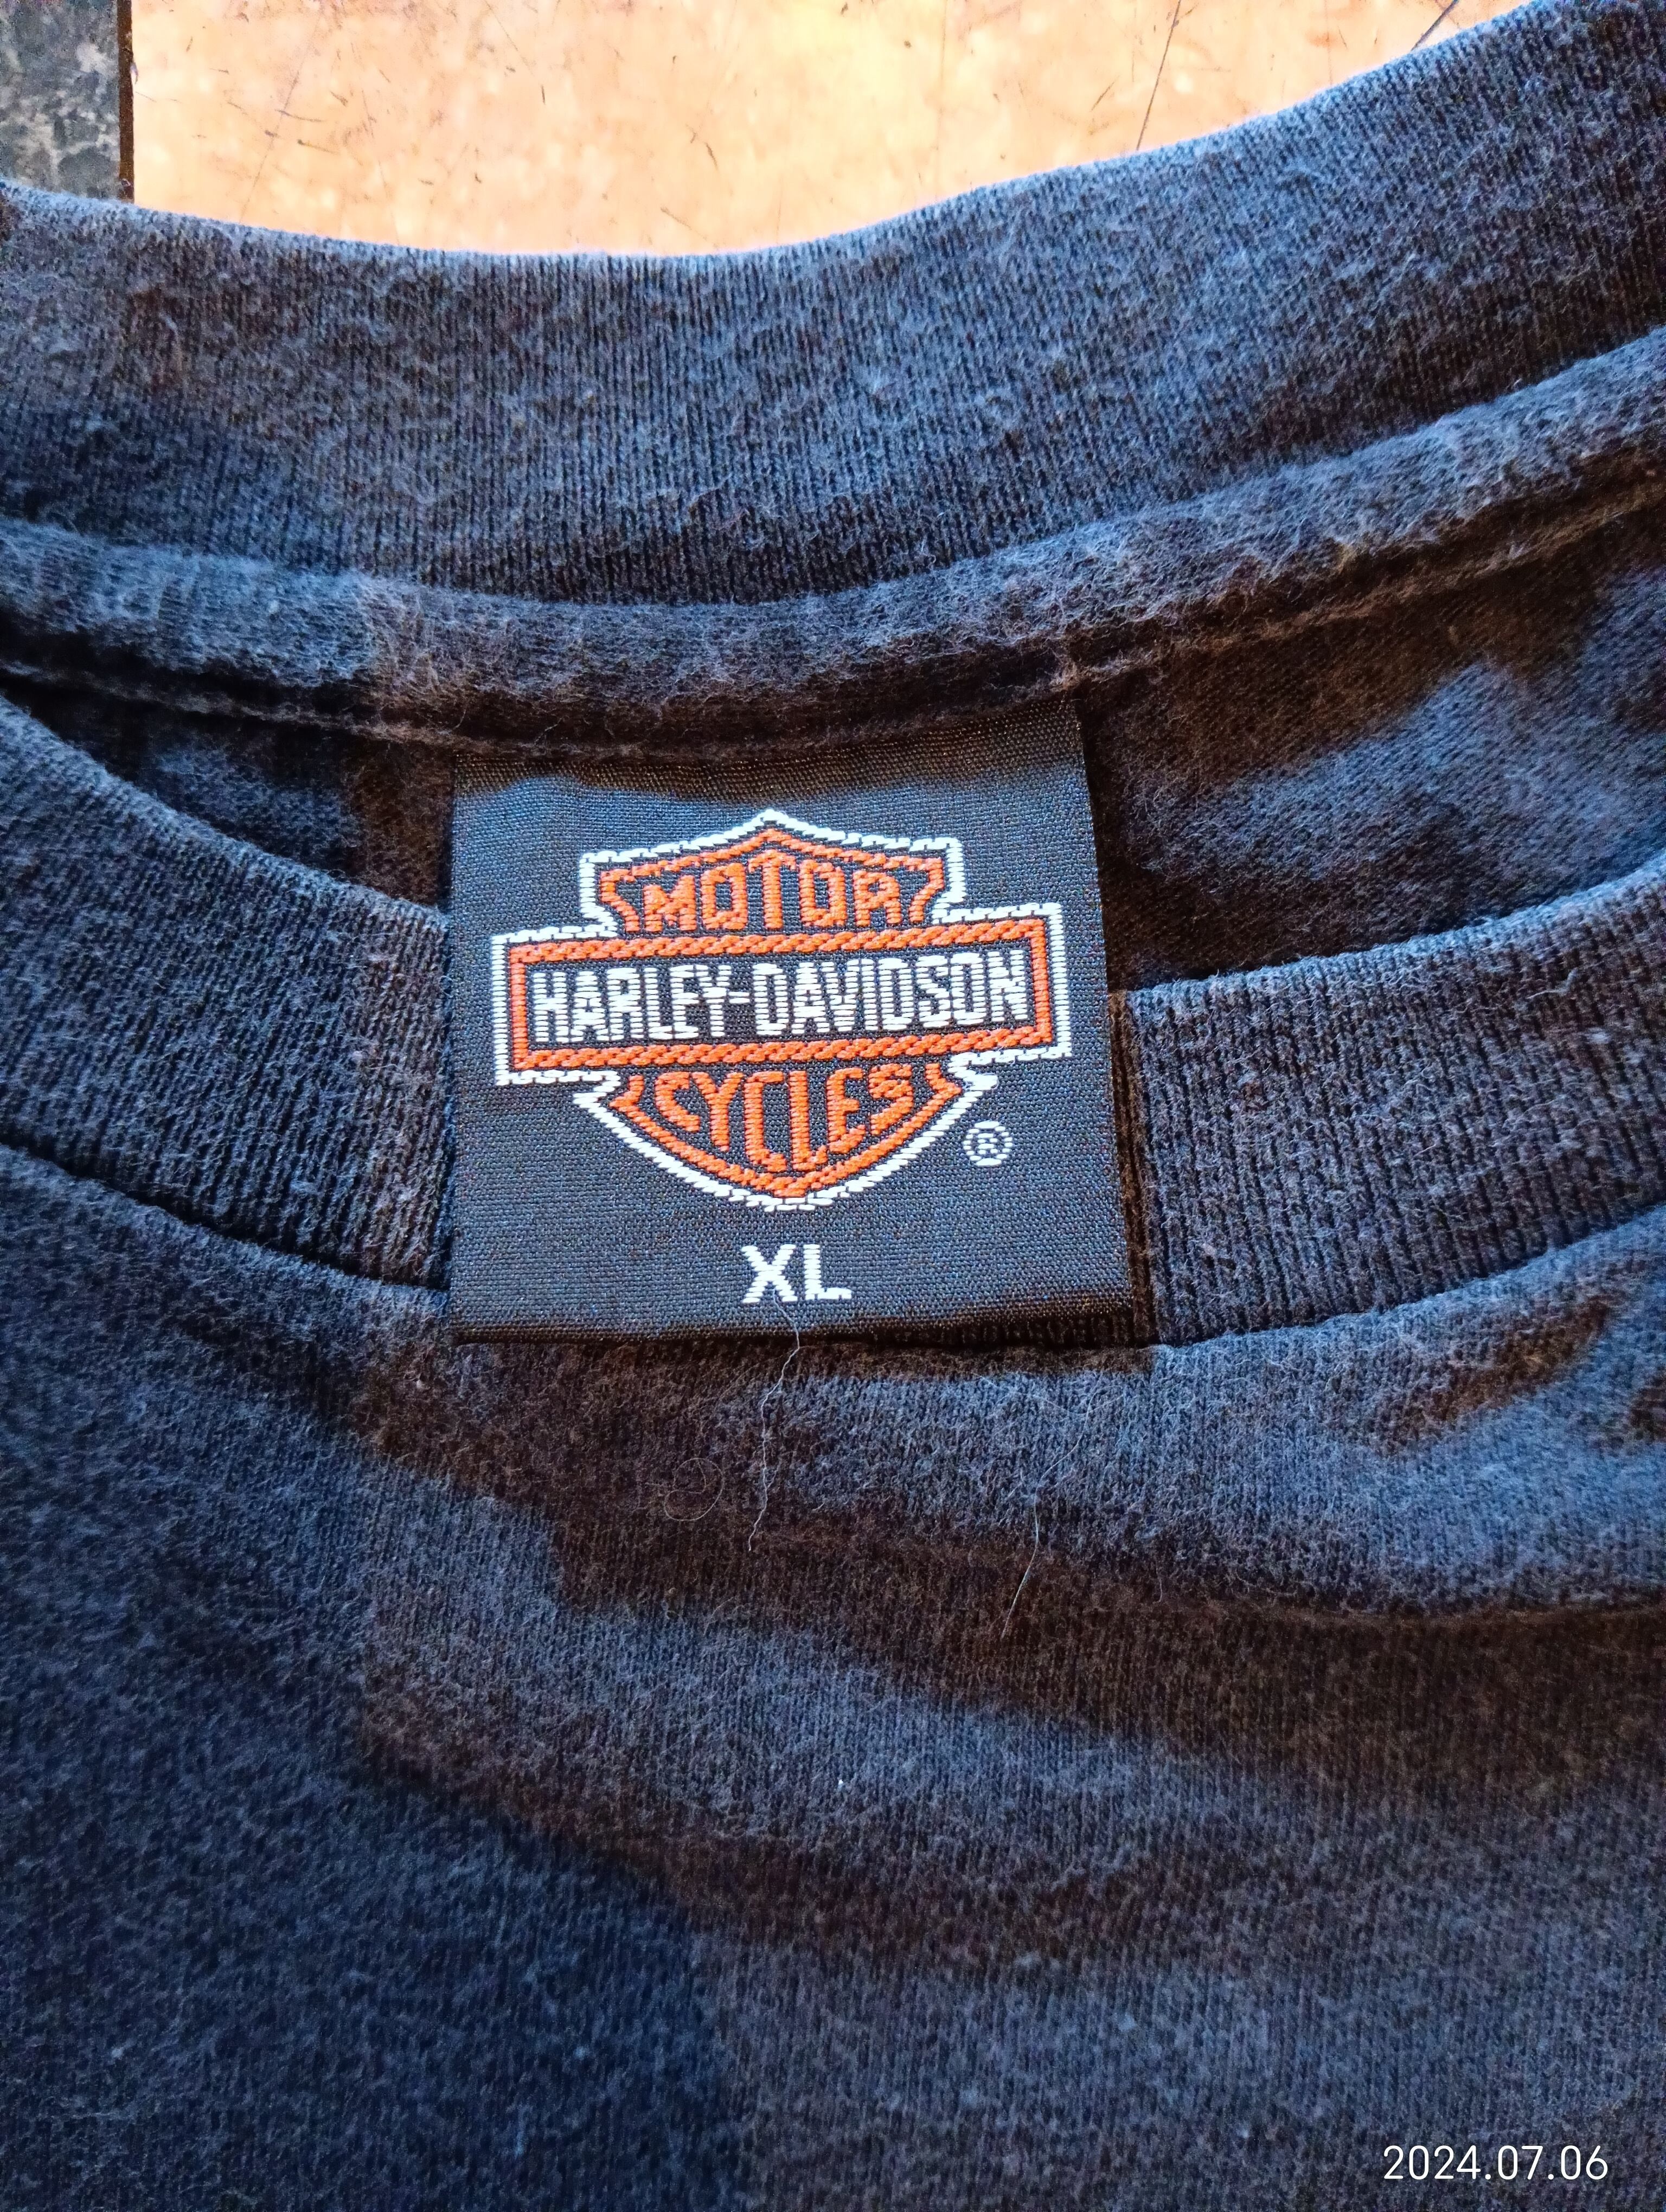 MOTOR
HARLEY-DAVIDSON
CYCLES
®
XL
2024.07.06